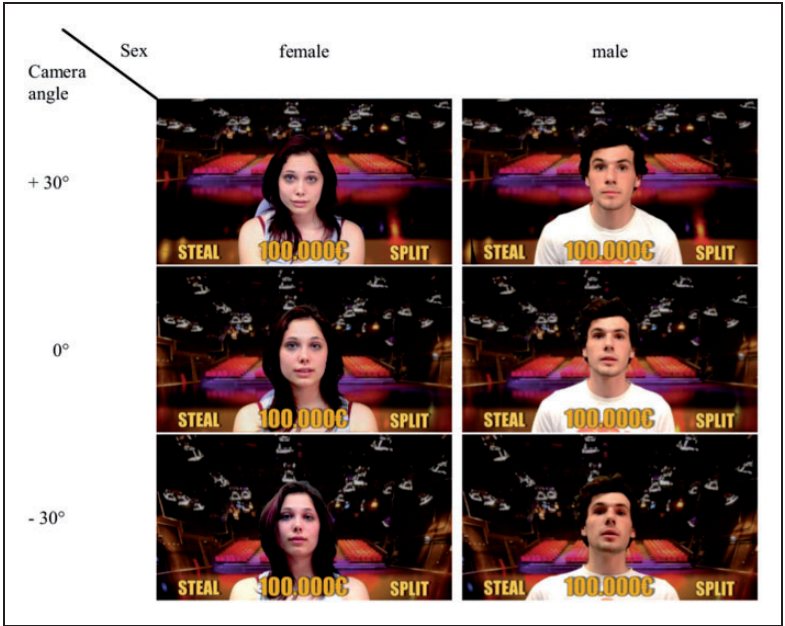 Sex
female
male
Camera
angle
+ 30°
STEAL 100.000€ SPLIT
STEAL 100.000€ SPLIT
0°
STEAL 100.000€ SPLIT
STEAL 100.000€ SPLIT
- 30°
STEAL 100.000€ SPLIT
STEAL 100.000€ SPLIT